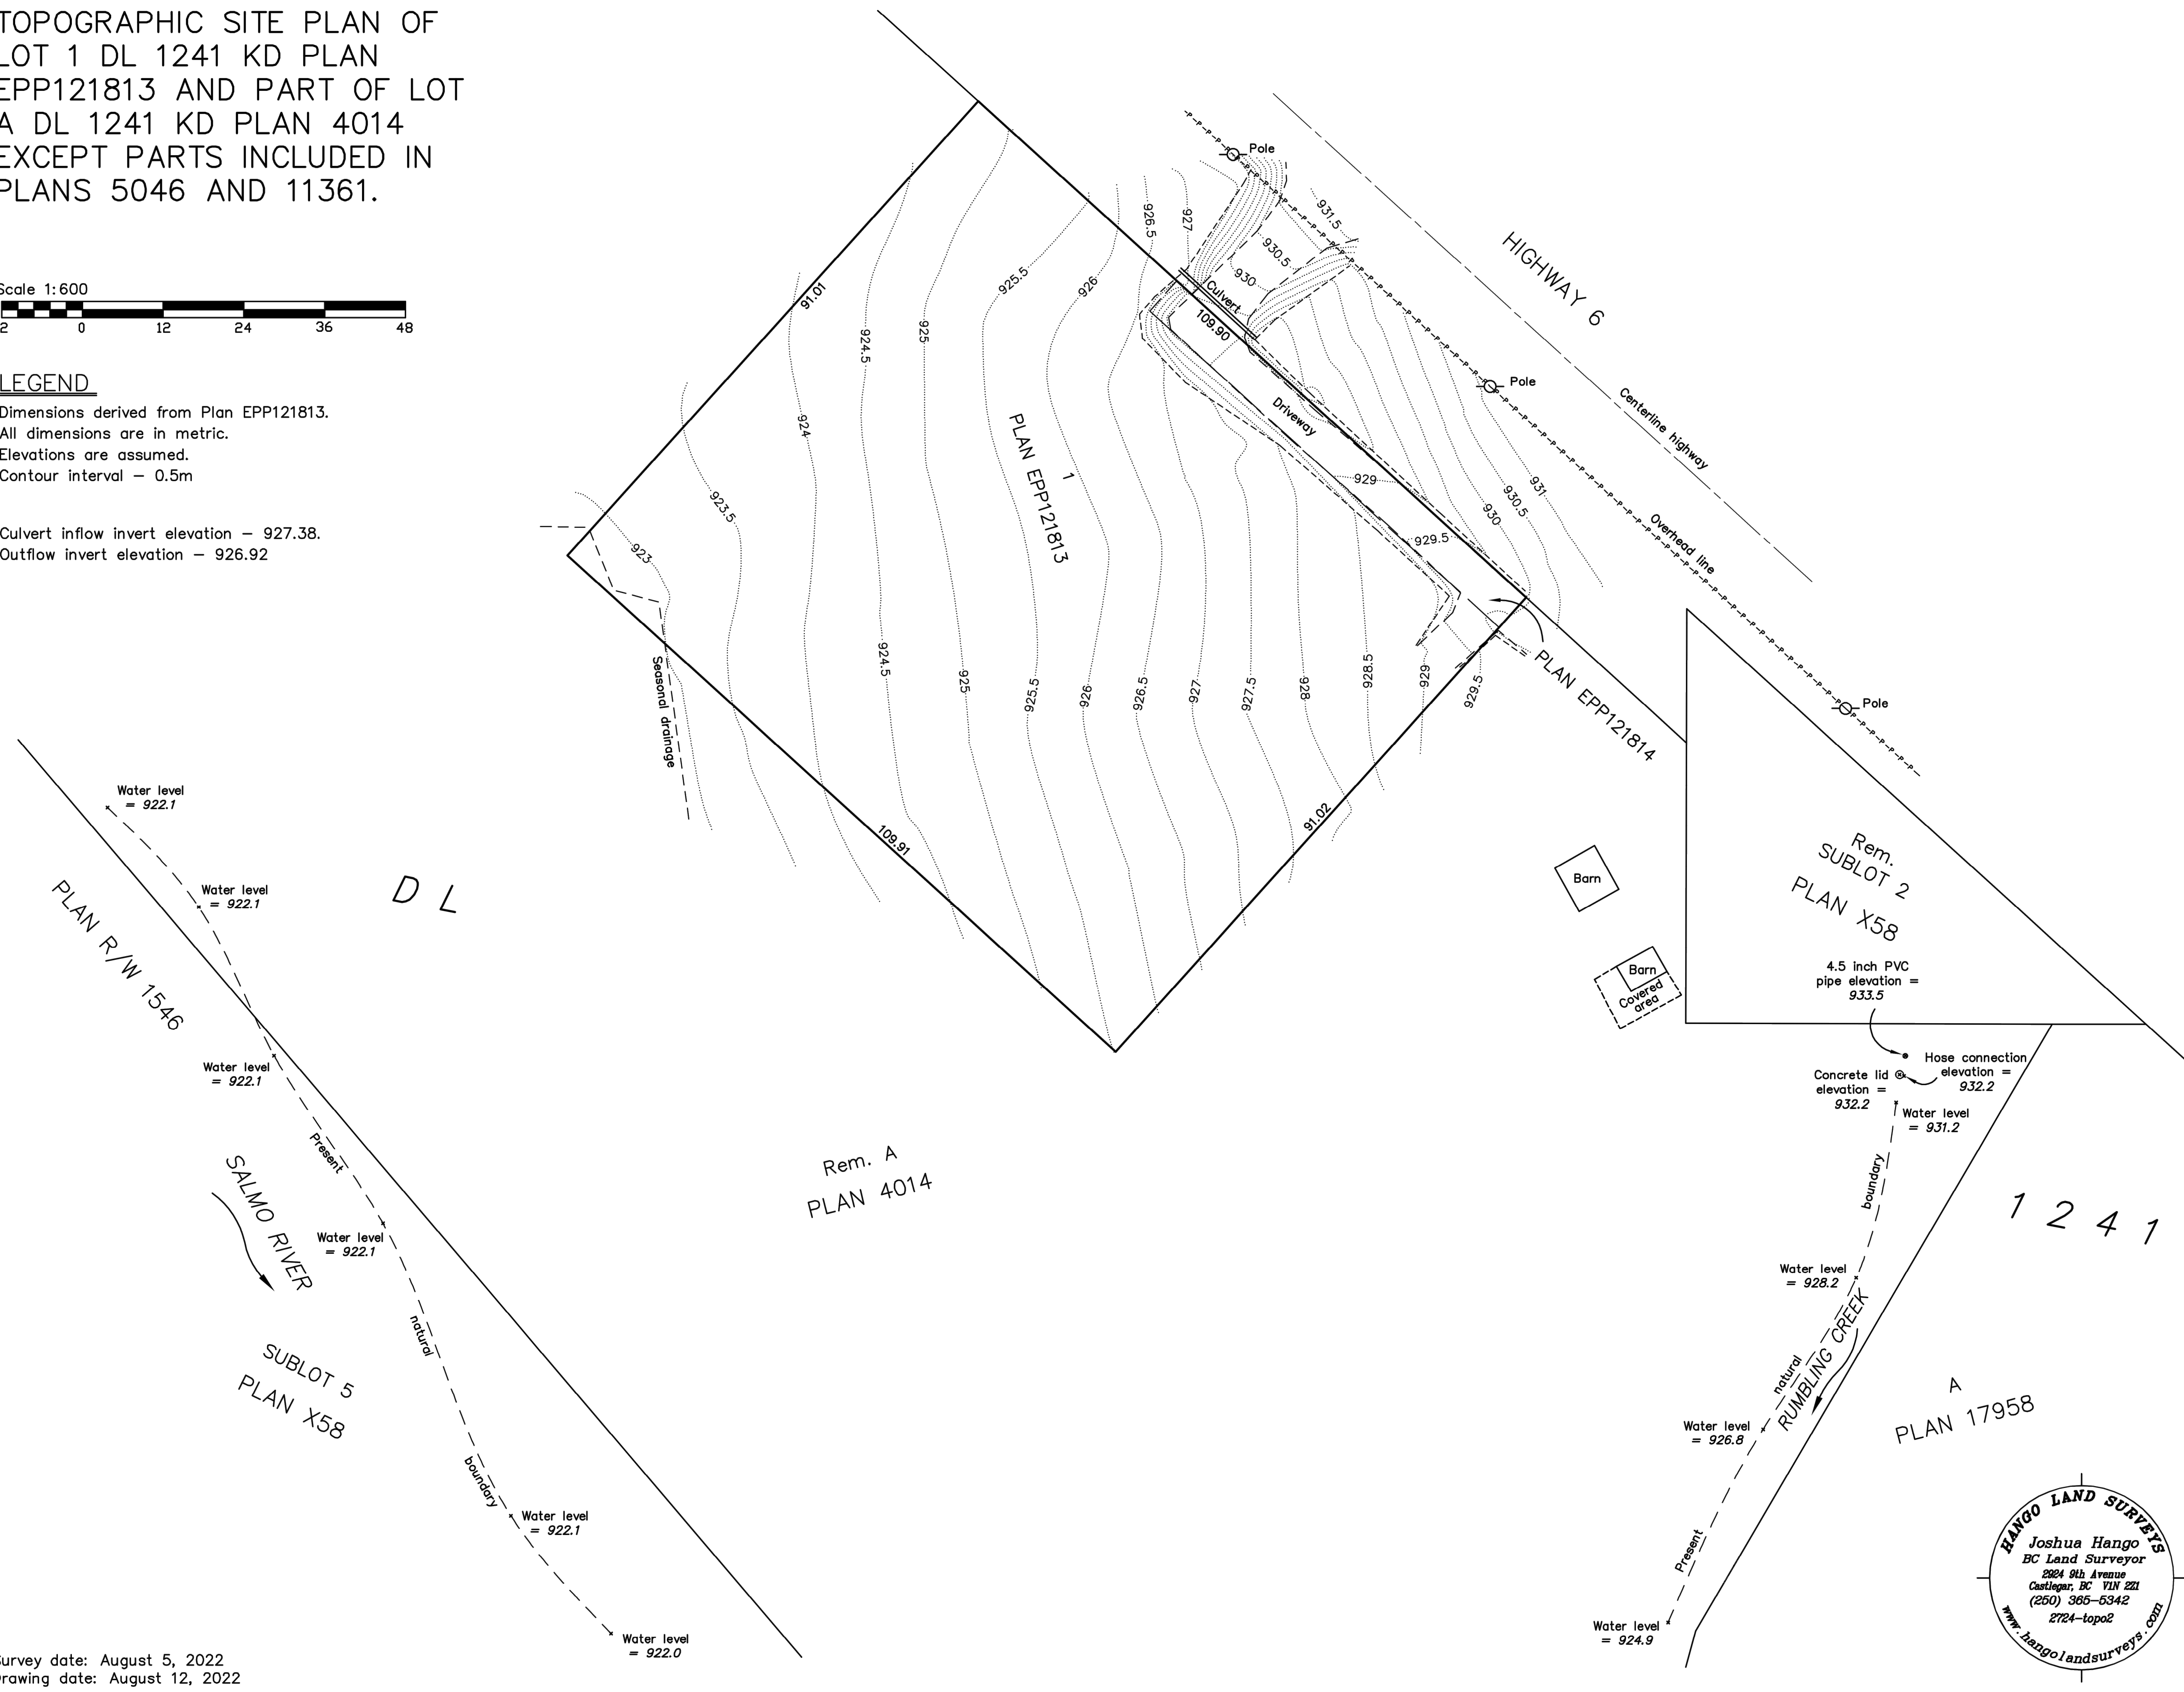 TOPOGRAPHIC SITE PLAN OF
LOT 1 DL 1241 KD PLAN
EPP121813 AND PART OF LOT
A DL 1241 KD PLAN 4014
EXCEPT PARTS INCLUDED IN
PLANS 5046 AND 11361.
Scale 1:600
2 0 12 24 36 48
LEGEND
Dimensions derived from Plan EPP121813.
All dimensions are in metric.
Elevations are assumed.
Contour interval – 0.5m
Culvert inflow invert elevation – 927.38.
Outflow invert elevation – 926.92
Pole
931.5
926.5
927
930.5
930
HIGHWAY 6
925.5
926
Culvert
91.01
109.90
924.5
925
Pole
Driveway
Centerline highway
924
1
PLAN EPP121813
929
931
930.5
930
923.5
929.5
Overhead line
923
Seasonal drainage
924.5
925
925.5
926
926.5
927
927.5
928
928.5
929
929.5
PLAN EPP121814
Pole
109.91
91.02
Water level
= 922.1
Water level
= 922.1
D L
PLAN R/W 1546
Water level
= 922.1
Present
SALMO RIVER
Water level
= 922.1
natural
SUBLOT 5
PLAN X58
boundary
Water level
= 922.1
Water level
= 922.0
Rem. A
PLAN 4014
Barn
Barn
Covered
area
Rem.
SUBLOT 2
PLAN X58
4.5 inch PVC
pipe elevation =
933.5
Hose connection
elevation =
932.2
Concrete lid
elevation =
932.2
Water level
= 931.2
boundary
1 2 4 1
Water level
= 928.2
natural
RUMBLING CREEK
A
PLAN 17958
Water level
= 926.8
Present
Water level
= 924.9
HANGO LAND SURVEYS
Joshua Hango
BC Land Surveyor
2924 9th Avenue
Castlegar, BC V1N 2Z1
(250) 365–5342
2724–topo2
www.hangolandsurveys.com
Survey date: August 5, 2022
Drawing date: August 12, 2022